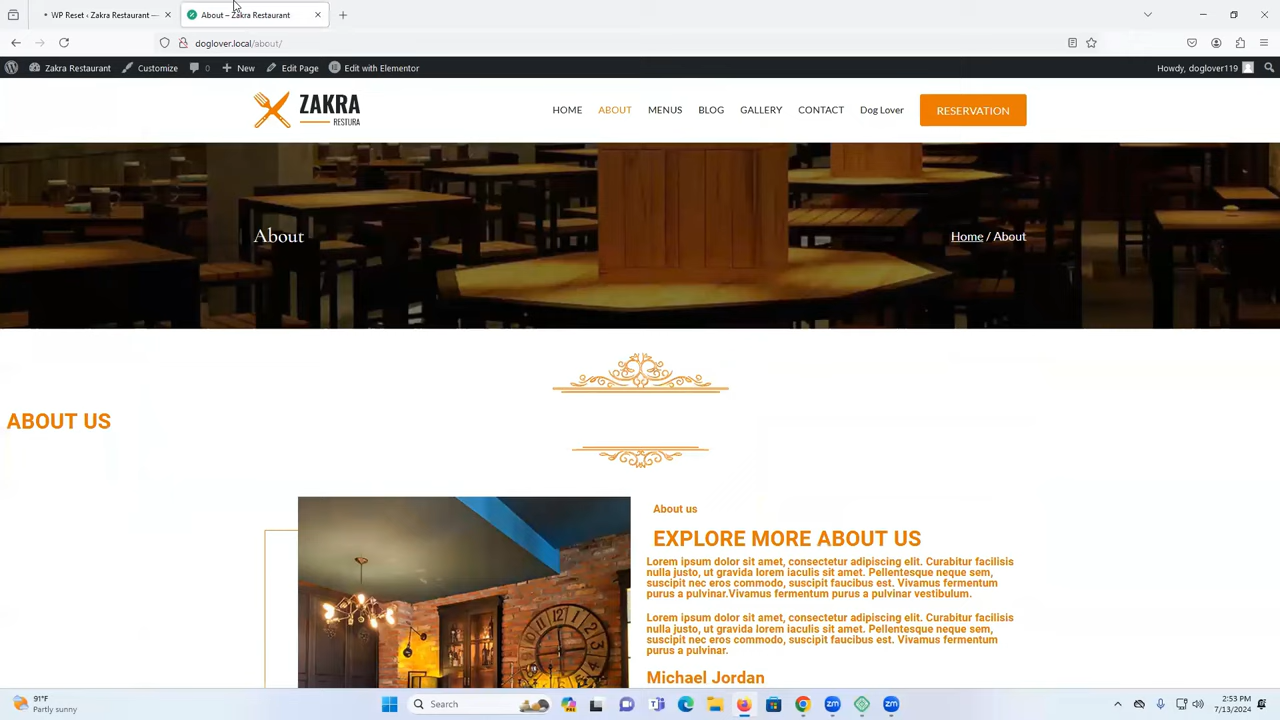 WP Reset ‹ Zakra Restaurant —
About – Zakra Restaurant
doglover.local/about/
Zakra Restaurant
Customize
0
New
Edit Page
Edit with Elementor
Howdy, doglover119
ZAKRA
RESTURA
HOME
ABOUT
MENUS
BLOG
GALLERY
CONTACT
Dog Lover
RESERVATION
About
Home / About
ABOUT US
About us
EXPLORE MORE ABOUT US
Lorem ipsum dolor sit amet, consectetur adipiscing elit. Curabitur facilisis
nulla justo, ut gravida lorem iaculis sit amet. Pellentesque neque sem,
suscipit nec eros commodo, suscipit faucibus est. Vivamus fermentum
purus a pulvinar.Vivamus fermentum purus a pulvinar vestibulum.
Lorem ipsum dolor sit amet, consectetur adipiscing elit. Curabitur facilisis
nulla justo, ut gravida lorem iaculis sit amet. Pellentesque neque sem,
suscipit nec eros commodo, suscipit faucibus est. Vivamus fermentum
purus a pulvinar.
Michael Jordan
91°F
Partly sunny
Search
2:53 PM
7/13/2024